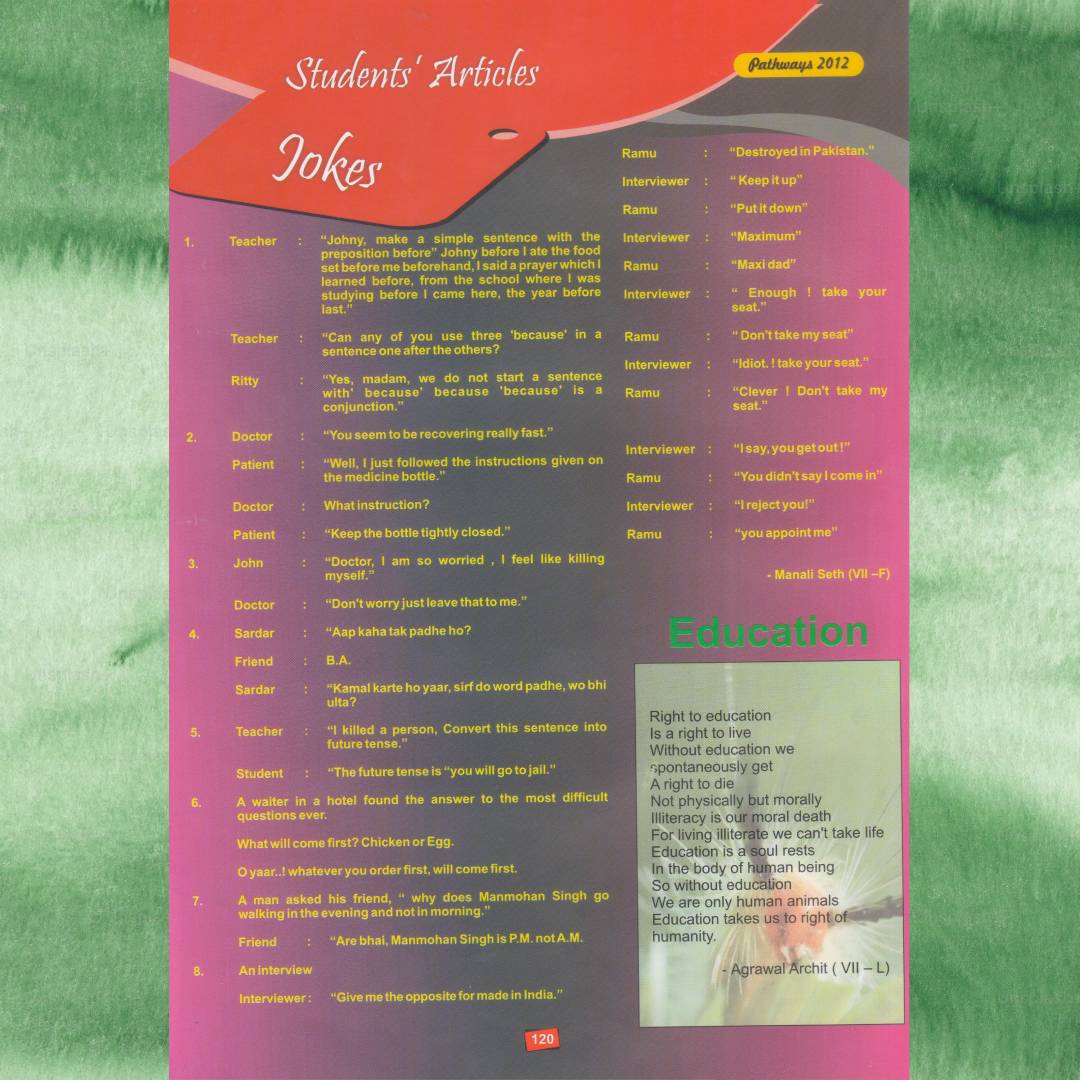 Students' Articles
Pathways 2012
Jokes
1. Teacher : “Johny, make a simple sentence with the
preposition before” Johny before I ate the food
set before me beforehand, I said a prayer which I
learned before, from the school where I was
studying before I came here, the year before
last.”
Teacher : “Can any of you use three 'because' in a
sentence one after the others?
Ritty : “Yes, madam, we do not start a sentence
with' because' because 'because' is a
conjunction.”
2. Doctor : “You seem to be recovering really fast.”
Patient : “Well, I just followed the instructions given on
the medicine bottle.”
Doctor : What instruction?
Patient : “Keep the bottle tightly closed.”
3. John : “Doctor, I am so worried , I feel like killing
myself.”
Doctor : “Don't worry just leave that to me.”
4. Sardar : “Aap kaha tak padhe ho?
Friend : B.A.
Sardar : “Kamal karte ho yaar, sirf do word padhe, wo bhi
ulta?
5. Teacher : “I killed a person, Convert this sentence into
future tense.”
Student : “The future tense is “you will go to jail.”
6. A waiter in a hotel found the answer to the most difficult
questions ever.
What will come first? Chicken or Egg.
O yaar..! whatever you order first, will come first.
7. A man asked his friend, “ why does Manmohan Singh go
walking in the evening and not in morning.”
Friend : “Are bhai, Manmohan Singh is P.M. not A.M.
8. An interview
Interviewer : “Give me the opposite for made in India.”
Ramu : “Destroyed in Pakistan.”
Interviewer : “ Keep it up”
Ramu : “Put it down”
Interviewer : “Maximum”
Ramu : “Maxi dad”
Interviewer : “ Enough ! take your
seat.”
Ramu : “ Don't take my seat”
Interviewer : “Idiot. ! take your seat.”
Ramu : “Clever ! Don't take my
seat.”
Interviewer : “I say, you get out !”
Ramu : “You didn't say I come in”
Interviewer : “I reject you!”
Ramu : “you appoint me”
- Manali Seth (VII –F)
Education
Right to education
Is a right to live
Without education we
spontaneously get
A right to die
Not physically but morally
Illiteracy is our moral death
For living illiterate we can't take life
Education is a soul rests
In the body of human being
So without education
We are only human animals
Education takes us to right of
humanity.
- Agrawal Archit ( VII – L)
120